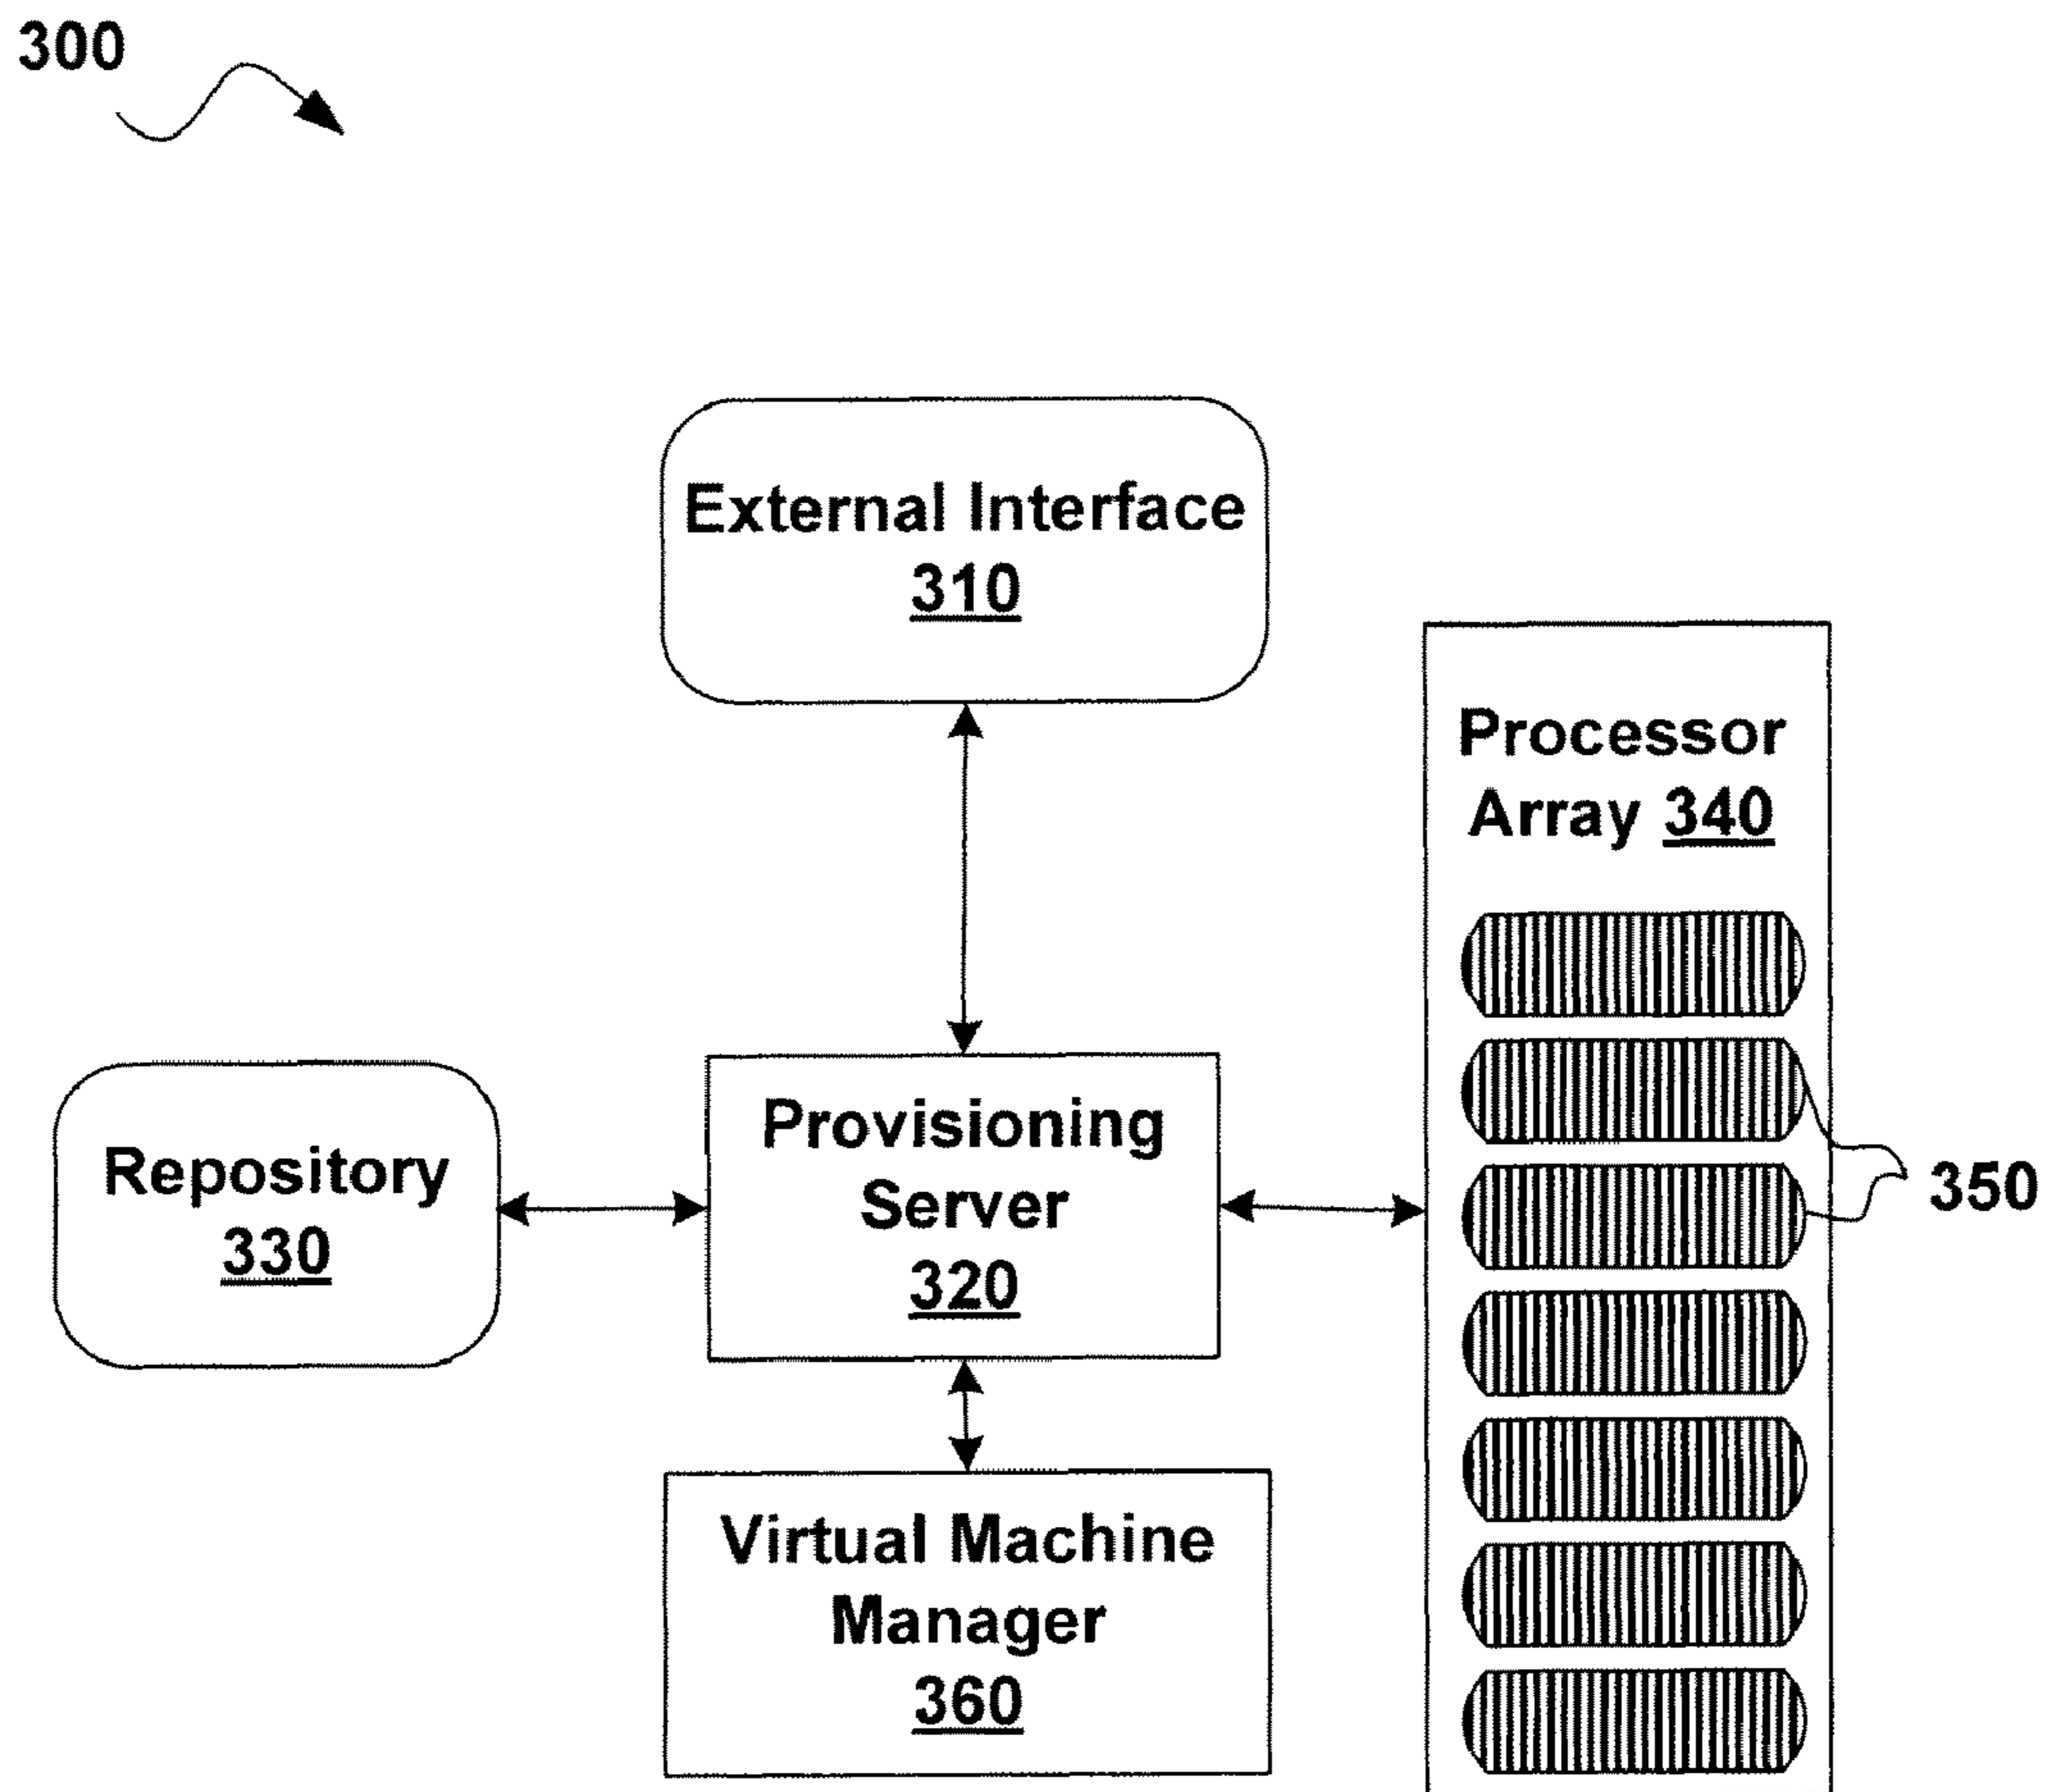 300
External Interface
310
Processor
Array 340
Repository
330
Provisioning
Server
320
350
Virtual Machine
Manager
360